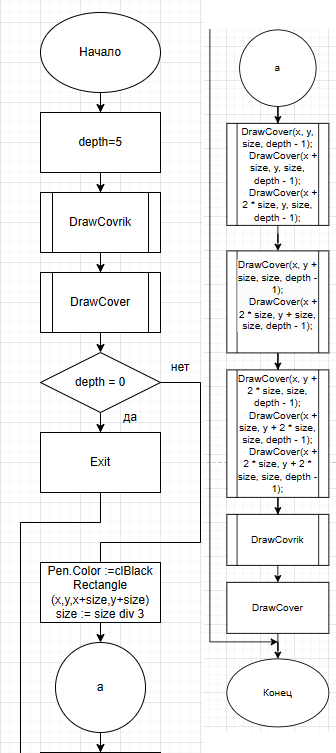 Начало
depth=5
DrawCovrik
DrawCover
depth = 0
нет
да
Exit
Pen.Color :=clBlack
Rectangle
(x,y,x+size,y+size)
size := size div 3
a
a
DrawCover(x, y,
size, depth - 1);
DrawCover(x +
size, y, size,
depth - 1);
DrawCover(x +
2 * size, y, size,
depth - 1);
DrawCover(x, y +
size, size, depth -
1);
DrawCover(x +
2 * size, y + size,
size, depth - 1);
DrawCover(x, y +
2 * size, size,
depth - 1);
DrawCover(x +
size, y + 2 * size,
size, depth - 1);
DrawCover(x +
2 * size, y + 2 *
size, size, depth -
1);
DrawCovrik
DrawCover
Конец